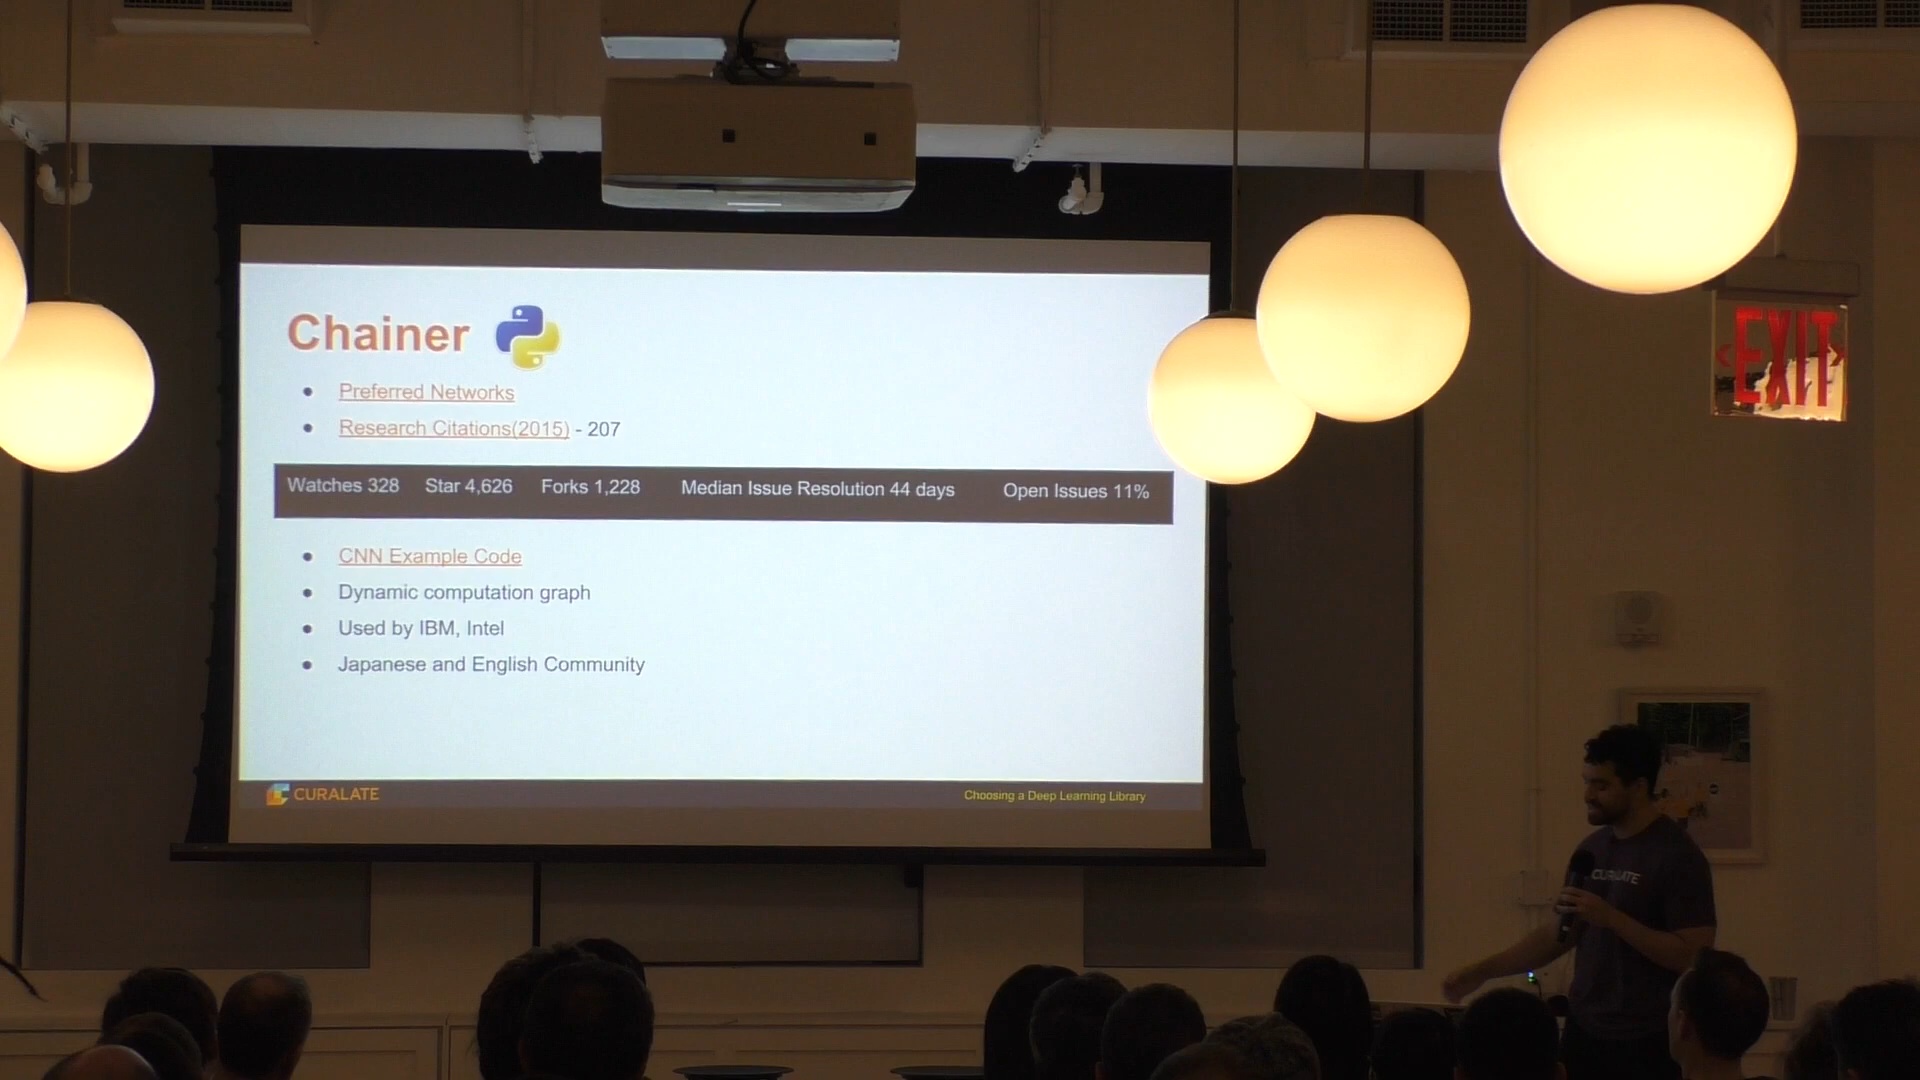 Chainer
Preferred Networks
Research Citations(2015) - 207
Watches 328 Star 4,626 Forks 1,228 Median Issue Resolution 44 days Open Issues 11%
CNN Example Code
Dynamic computation graph
Used by IBM, Intel
Japanese and English Community
CURALATE
Choosing a Deep Learning Library
EXIT
CURALATE